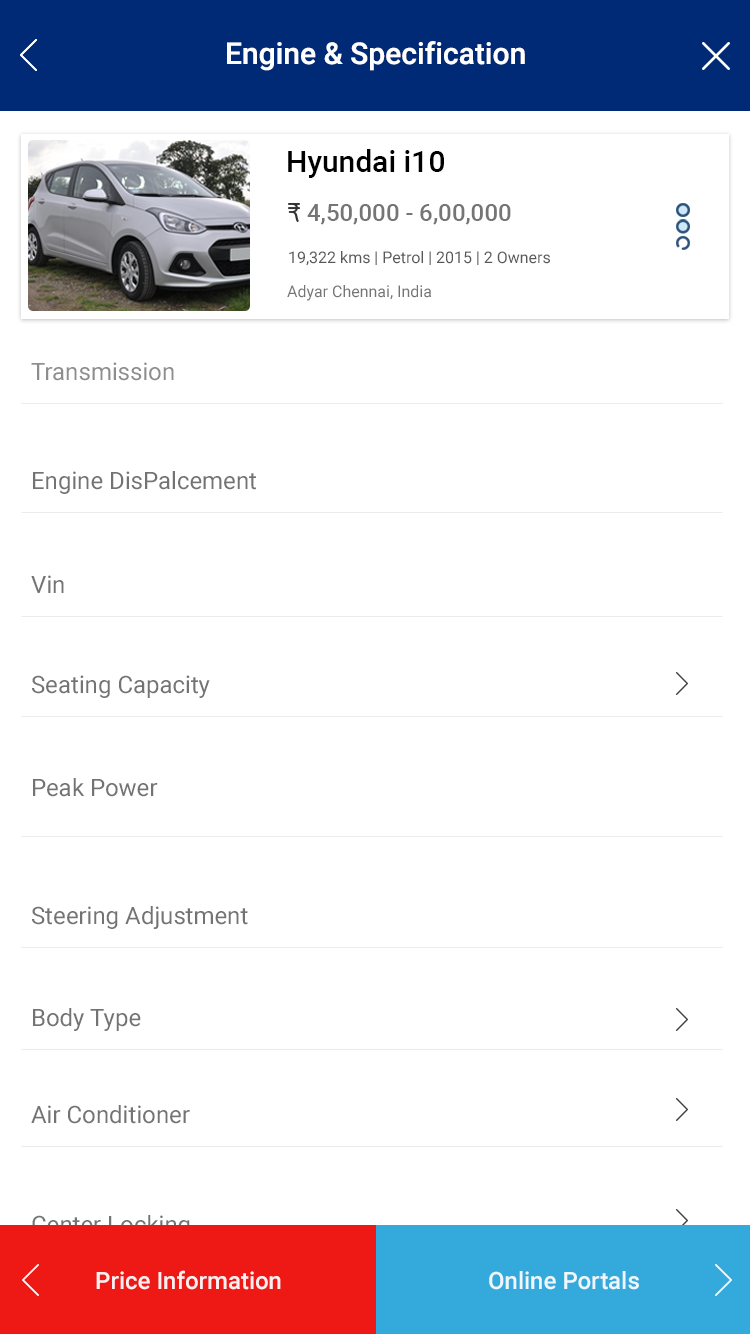 Engine & Specification
Hyundai i10
₹ 4,50,000 - 6,00,000
19,322 kms | Petrol | 2015 | 2 Owners
Adyar Chennai, India
Transmission
Engine DisPalcement
Vin
Seating Capacity
Peak Power
Steering Adjustment
Body Type
Air Conditioner
Center Locking
Price Information
Online Portals